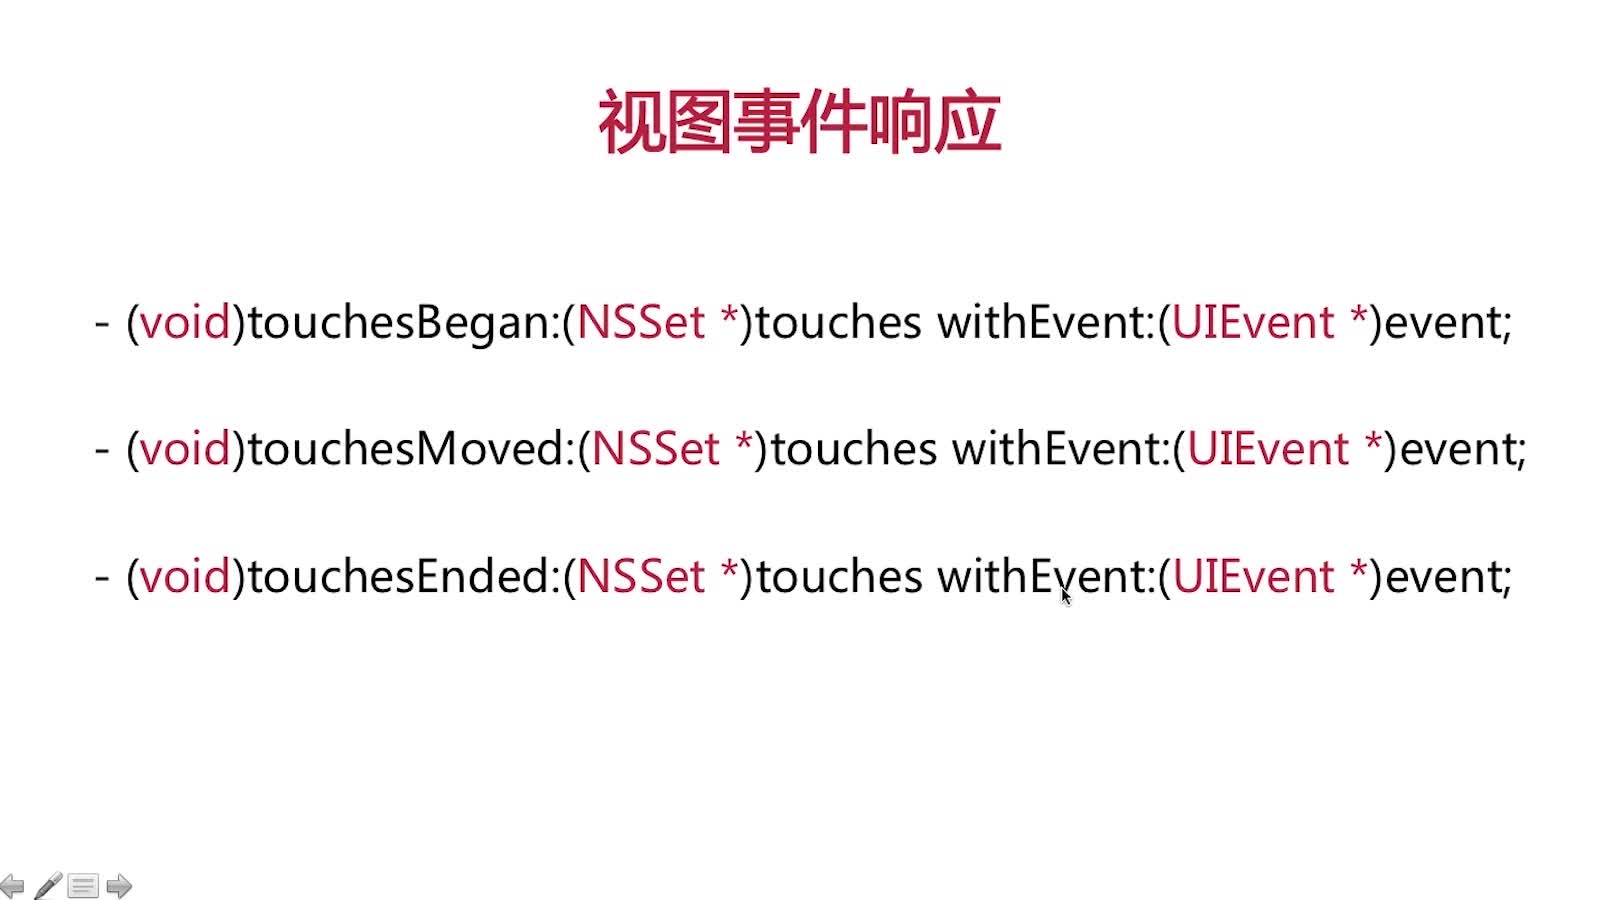 视图事件响应
- (void)touchesBegan:(NSSet *)touches withEvent:(UIEvent *)event;
- (void)touchesMoved:(NSSet *)touches withEvent:(UIEvent *)event;
- (void)touchesEnded:(NSSet *)touches withEvent:(UIEvent *)event;